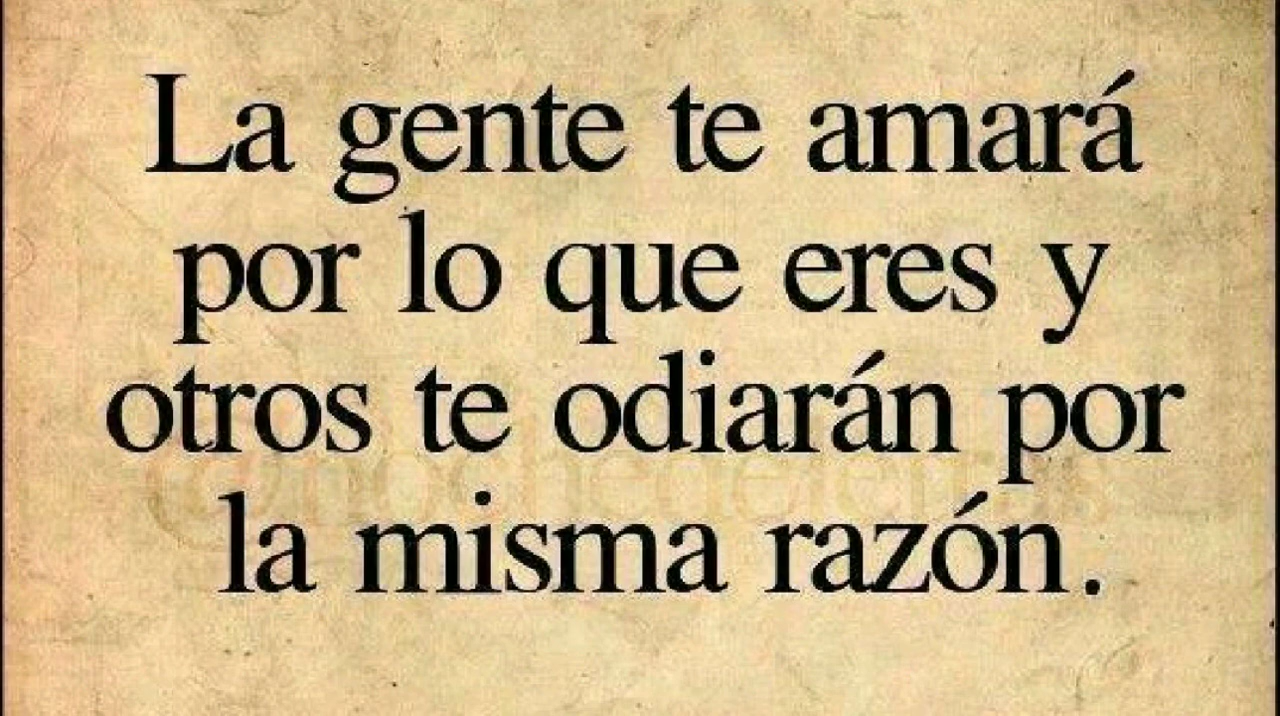 La gente te amará
por lo que eres y
otros te odiarán por
la misma razón.